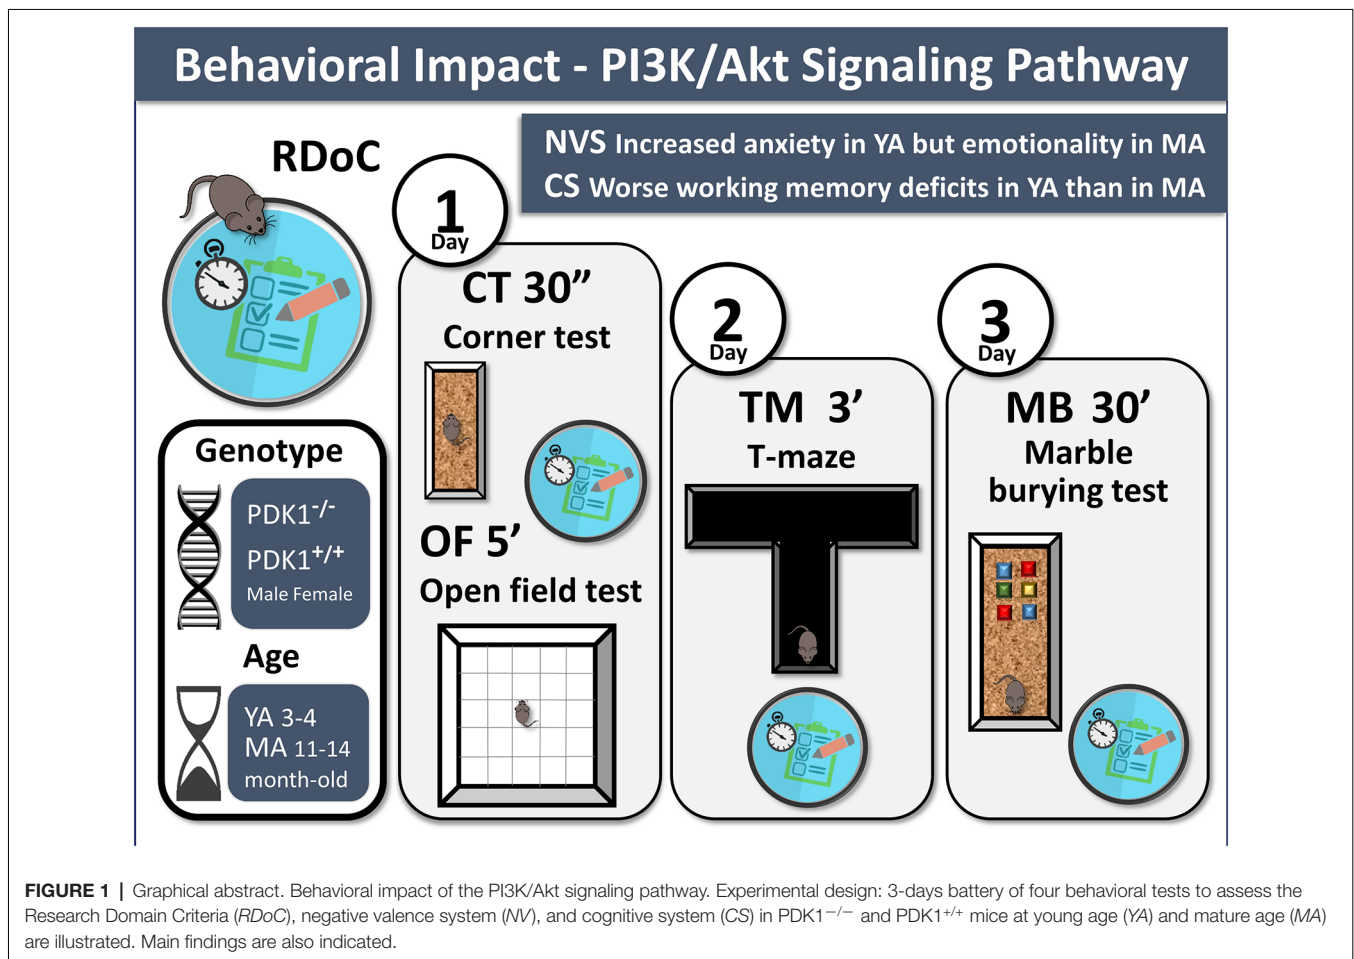 Behavioral Impact - PI3K/Akt Signaling Pathway
NVS Increased anxiety in YA but emotionality in MA
CS Worse working memory deficits in YA than in MA
RDoC
Genotype
PDK1-/-
PDK1+/+
Male Female
Age
YA 3-4
MA 11-14
month-old
1
Day
CT 30”
Corner test
OF 5’
Open field test
2
Day
TM 3’
T-maze
3
Day
MB 30’
Marble
burying test
FIGURE 1 | Graphical abstract. Behavioral impact of the PI3K/Akt signaling pathway. Experimental design: 3-days battery of four behavioral tests to assess the
Research Domain Criteria (RDoC), negative valence system (NV), and cognitive system (CS) in PDK1−/− and PDK1+/+ mice at young age (YA) and mature age (MA)
are illustrated. Main findings are also indicated.